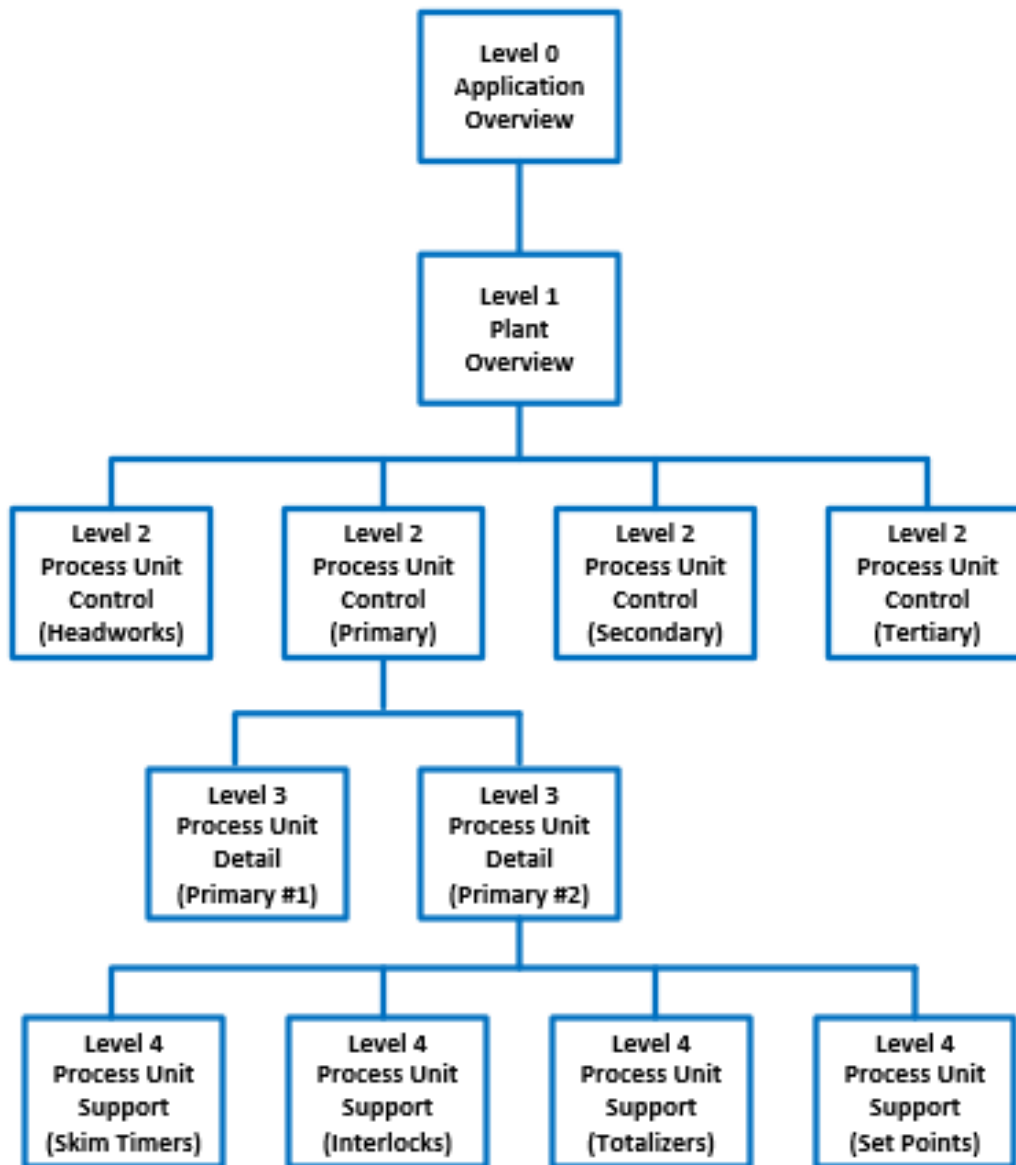 Level 0
Application
Overview
Level 1
Plant
Overview
Level 2
Process Unit
Control
(Headworks)
Level 2
Process Unit
Control
(Primary)
Level 2
Process Unit
Control
(Secondary)
Level 2
Process Unit
Control
(Tertiary)
Level 3
Process Unit
Detail
(Primary #1)
Level 3
Process Unit
Detail
(Primary #2)
Level 4
Process Unit
Support
(Skim Timers)
Level 4
Process Unit
Support
(Interlocks)
Level 4
Process Unit
Support
(Totalizers)
Level 4
Process Unit
Support
(Set Points)